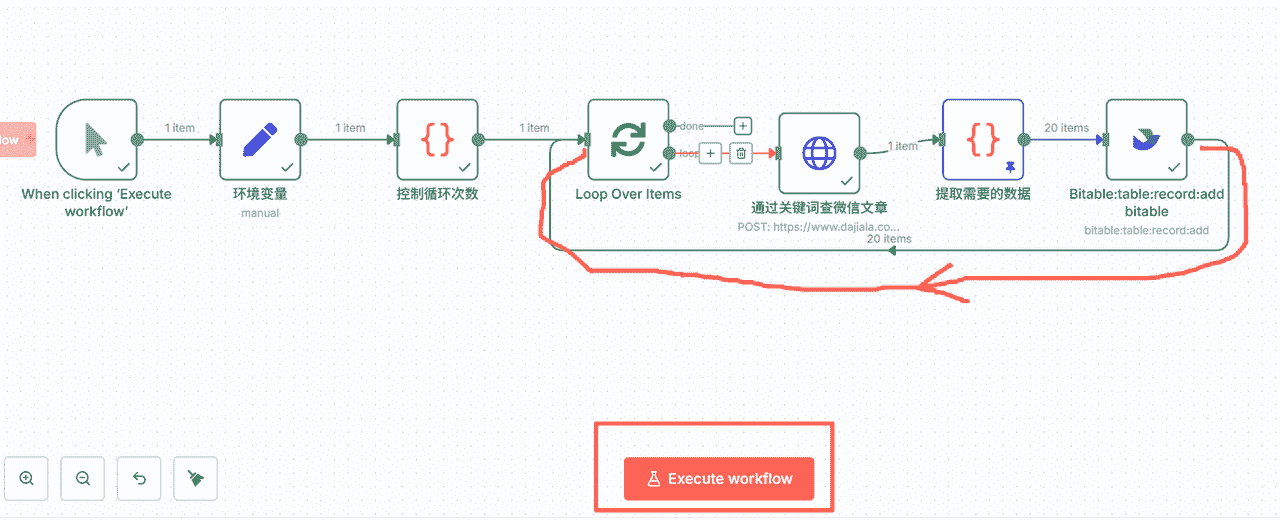 low
1 item
1 item
1 item
done
loop
1 item
20 items
When clicking ‘Execute
workflow’
环境变量
manual
控制循环次数
Loop Over Items
通过关键词查微信文章
POST: https://www.dajiala.co...
提取需要的数据
Bitable:table:record:add
bitable
bitable:table:record:add
20 items
Execute workflow